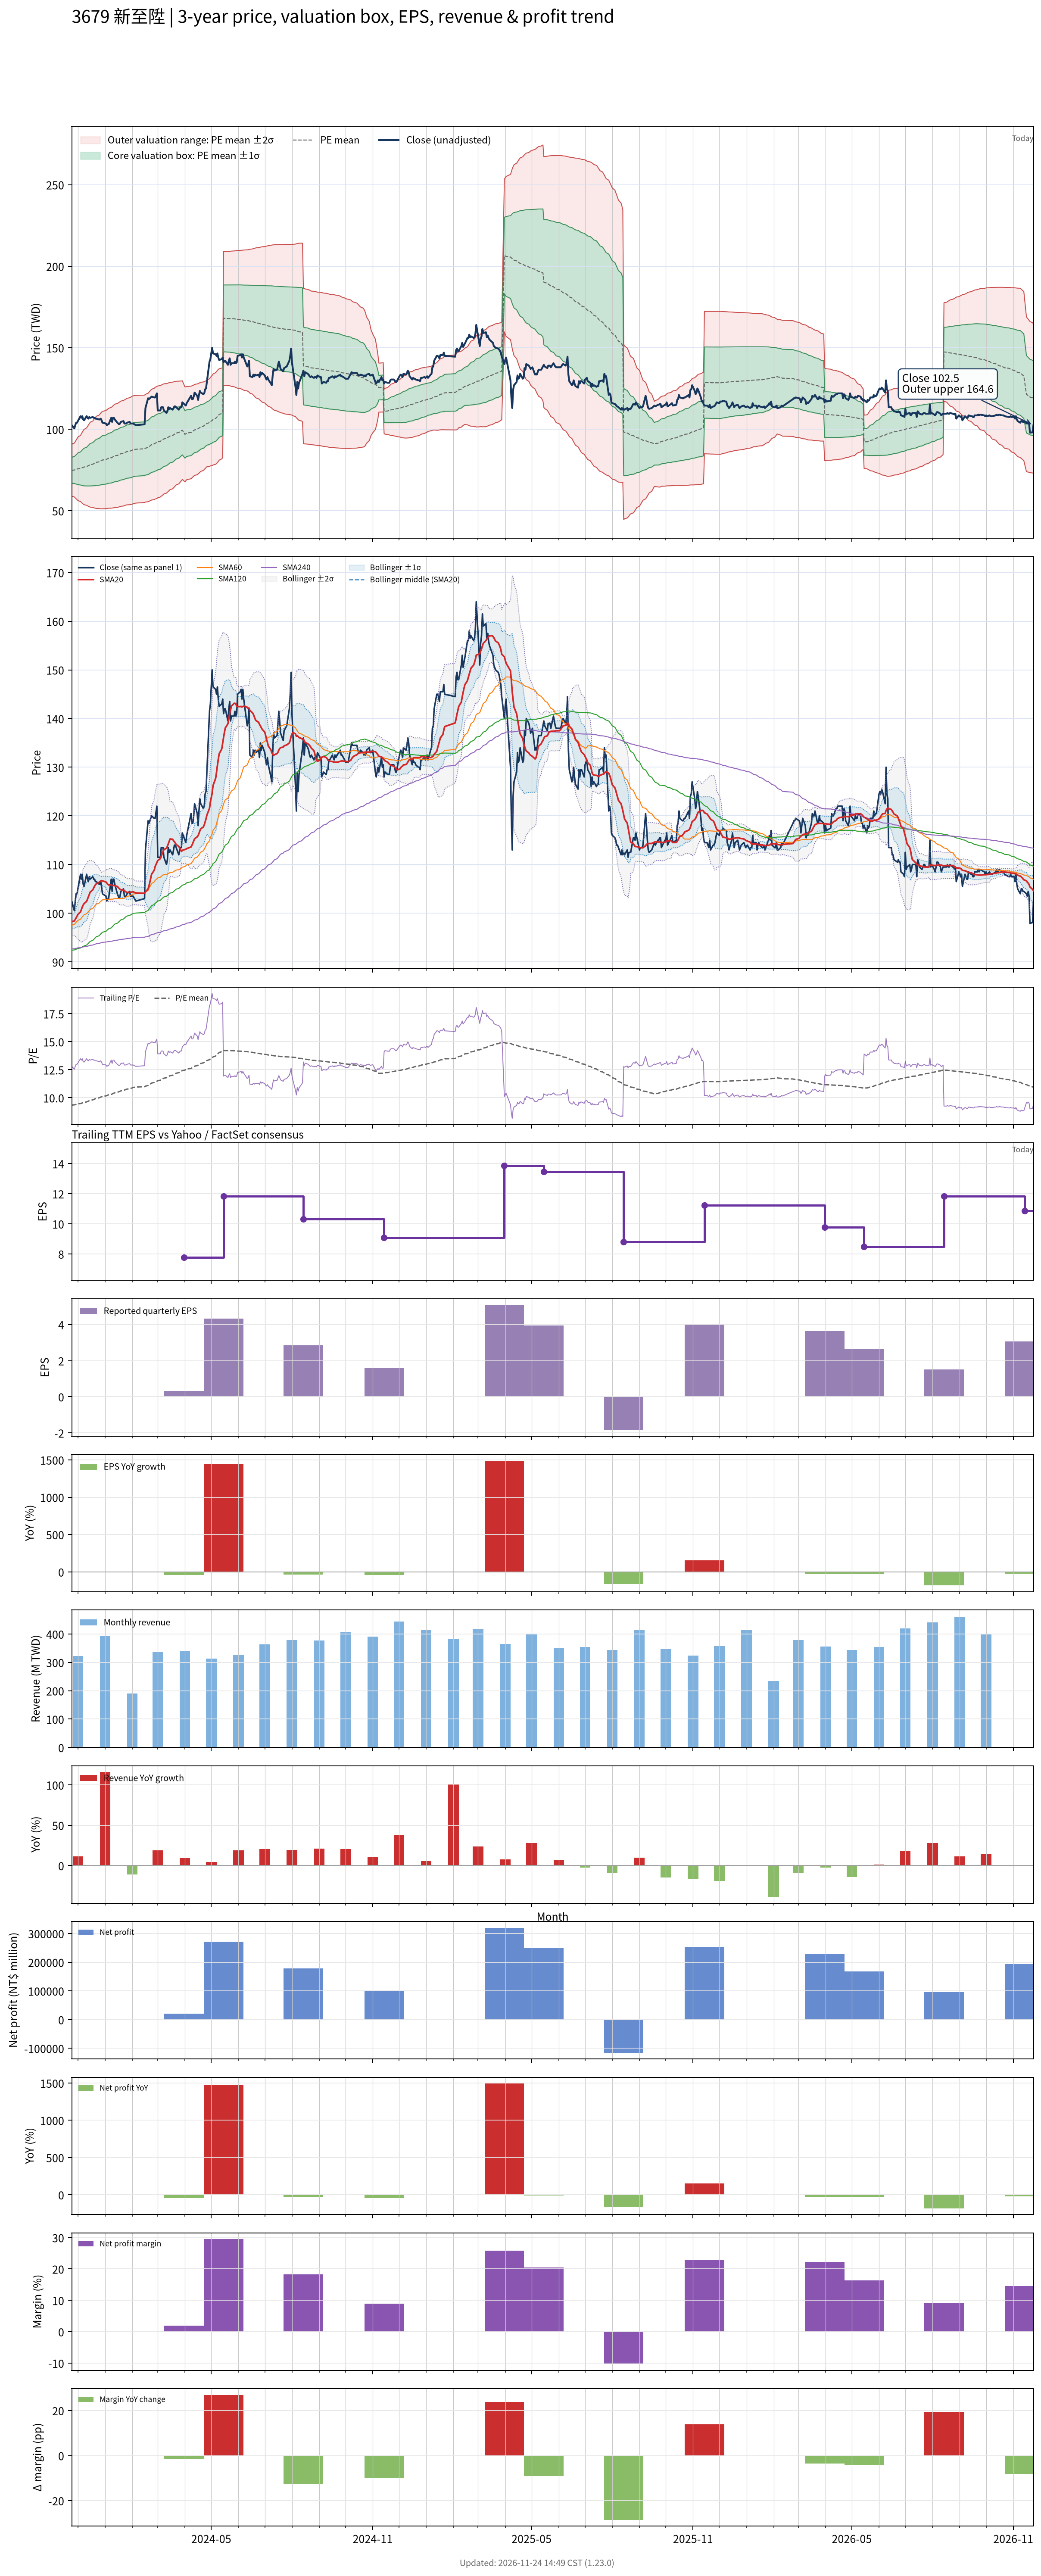 3679 新至陞 | 3-year price, valuation box, EPS, revenue & profit trend
Outer valuation range: PE mean ±2σ
Core valuation box: PE mean ±1σ
PE mean
Close (unadjusted)
Today
Price (TWD)
250
200
150
100
50
Close 102.5
Outer upper 164.6
Close (same as panel 1)
SMA20
SMA60
SMA120
SMA240
Bollinger ±2σ
Bollinger ±1σ
Bollinger middle (SMA20)
Price
170
160
150
140
130
120
110
100
90
Trailing P/E
P/E mean
P/E
17.5
15.0
12.5
10.0
Trailing TTM EPS vs Yahoo / FactSet consensus
Today
EPS
14
12
10
8
Reported quarterly EPS
EPS
4
2
0
-2
EPS YoY growth
YoY (%)
1500
1000
500
0
Monthly revenue
Revenue (M TWD)
400
300
200
100
0
Revenue YoY growth
YoY (%)
100
50
0
Month
Net profit
Net profit (NT$ million)
300000
200000
100000
0
-100000
Net profit YoY
YoY (%)
1500
1000
500
0
Net profit margin
Margin (%)
30
20
10
0
-10
Margin YoY change
Δ margin (pp)
20
0
-20
2024-05
2024-11
2025-05
2025-11
2026-05
2026-11
Updated: 2026-11-24 14:49 CST (1.23.0)